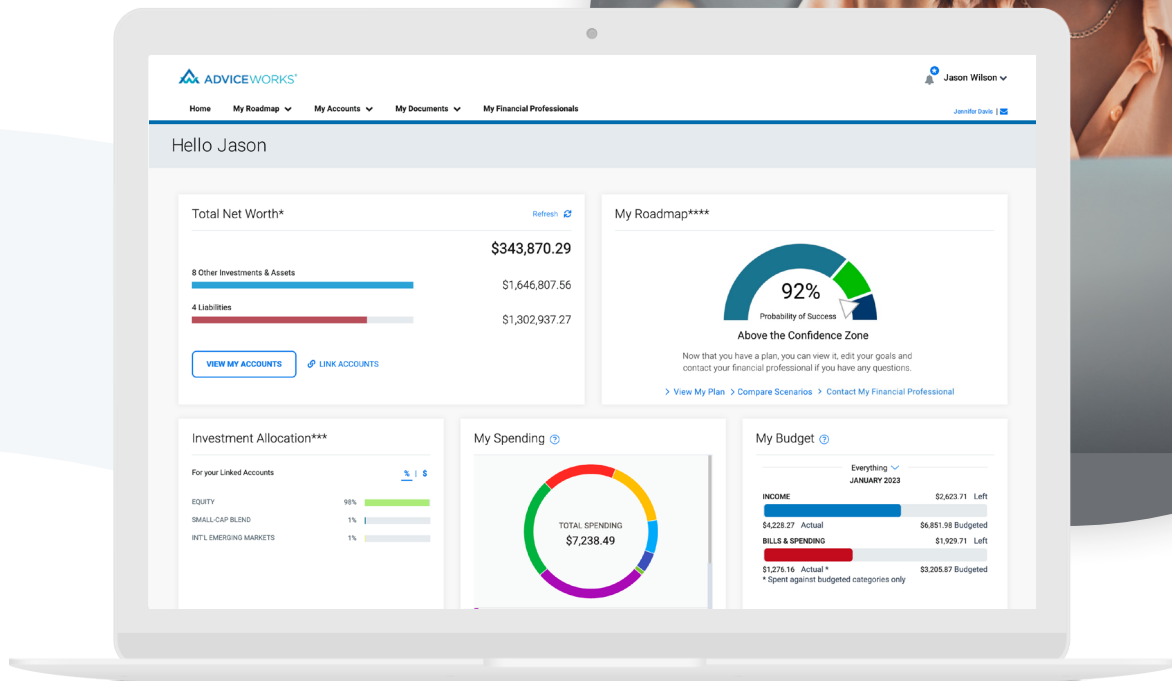 ADVICEWORKS®
Jason Wilson
Home My Roadmap My Accounts My Documents My Financial Professionals
Jennifer Davis |
Hello Jason
Total Net Worth*
Refresh
$343,870.29
8 Other Investments & Assets
$1,646,807.56
4 Liabilities
$1,302,937.27
VIEW MY ACCOUNTS
LINK ACCOUNTS
My Roadmap****
92%
Probability of Success
Above the Confidence Zone
Now that you have a plan, you can view it, edit your goals and
contact your financial professional if you have any questions.
> View My Plan > Compare Scenarios > Contact My Financial Professional
Investment Allocation***
For your Linked Accounts
% | $
EQUITY 98%
SMALL-CAP BLEND 1%
INT'L EMERGING MARKETS 1%
My Spending ?
TOTAL SPENDING
$7,238.49
My Budget ?
Everything
JANUARY 2023
INCOME $2,623.71 Left
$4,228.27 Actual $6,851.98 Budgeted
BILLS & SPENDING $1,929.71 Left
$1,276.16 Actual * $3,205.87 Budgeted
* Spent against budgeted categories only